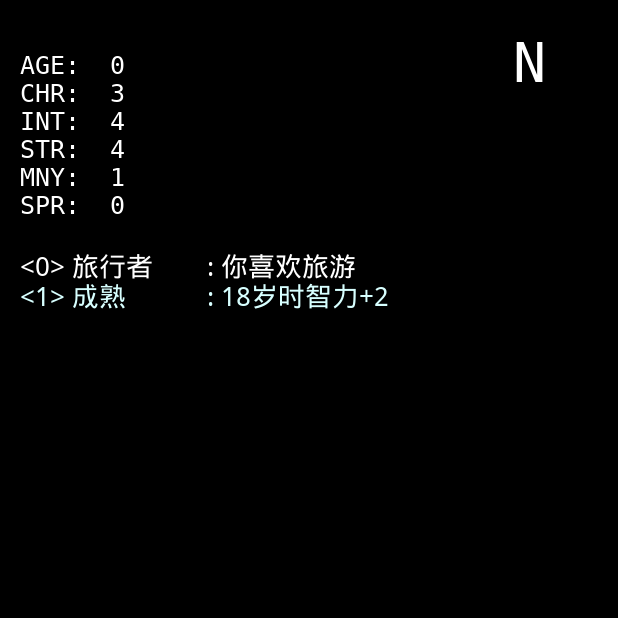 N
AGE: 0
CHR: 3
INT: 4
STR: 4
MNY: 1
SPR: 0
<0> 旅行者 : 你喜欢旅游
<1> 成熟 : 18岁时智力+2